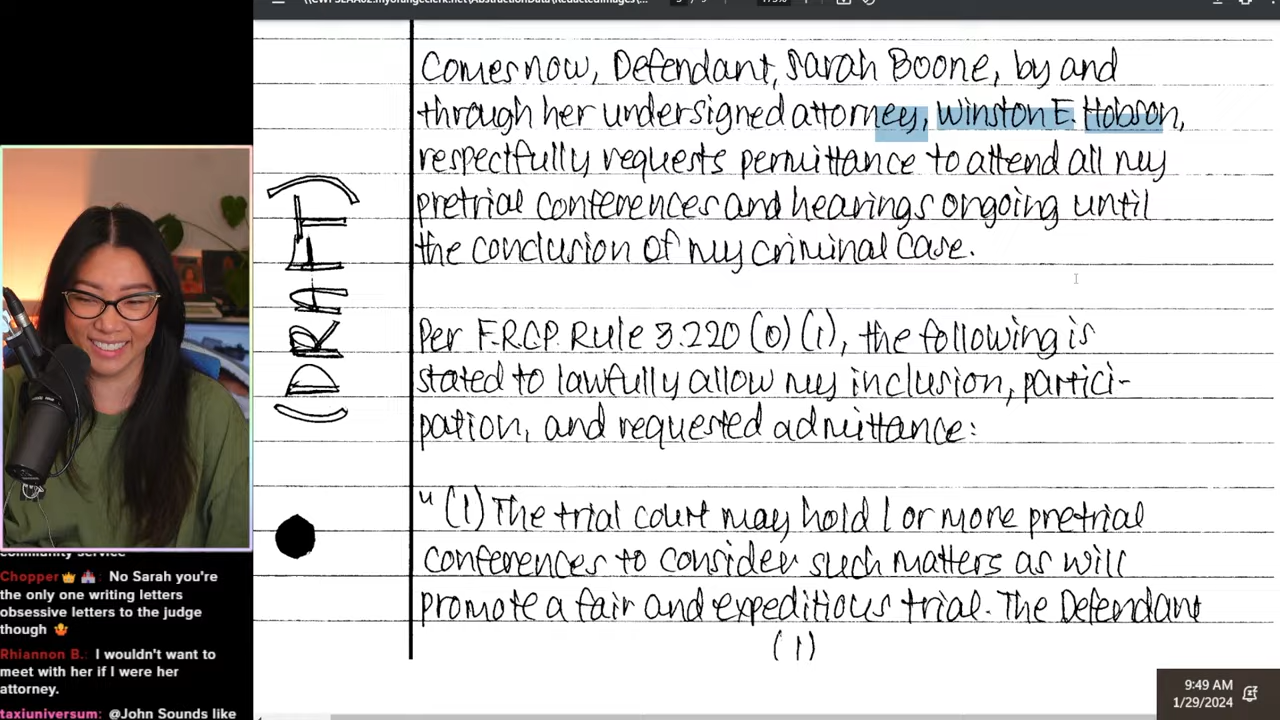 Comes now, Defendant, Sarah Boone, by and
through her undersigned attorney, Winston E. Hobson,
respectfully requests permittance to attend all my
pretrial conferences and hearings ongoing until
the conclusion of my criminal case.
(DRAFT)
Per F.R.C.P. Rule 3.220 (o) (1), the following is
stated to lawfully allow my inclusion, partici-
pation, and requested admittance:
"(1) The trial court may hold 1 or more pretrial
conferences to consider such matters as will
promote a fair and expeditious trial. The Defendant
(1)
community service
Chopper: No Sarah you're
the only one writing letters
obsessive letters to the judge
though
Rhiannon B.: I wouldn't want to
meet with her if I were her
attorney.
taxiuniversum: @John Sounds like
9:49 AM
1/29/2024